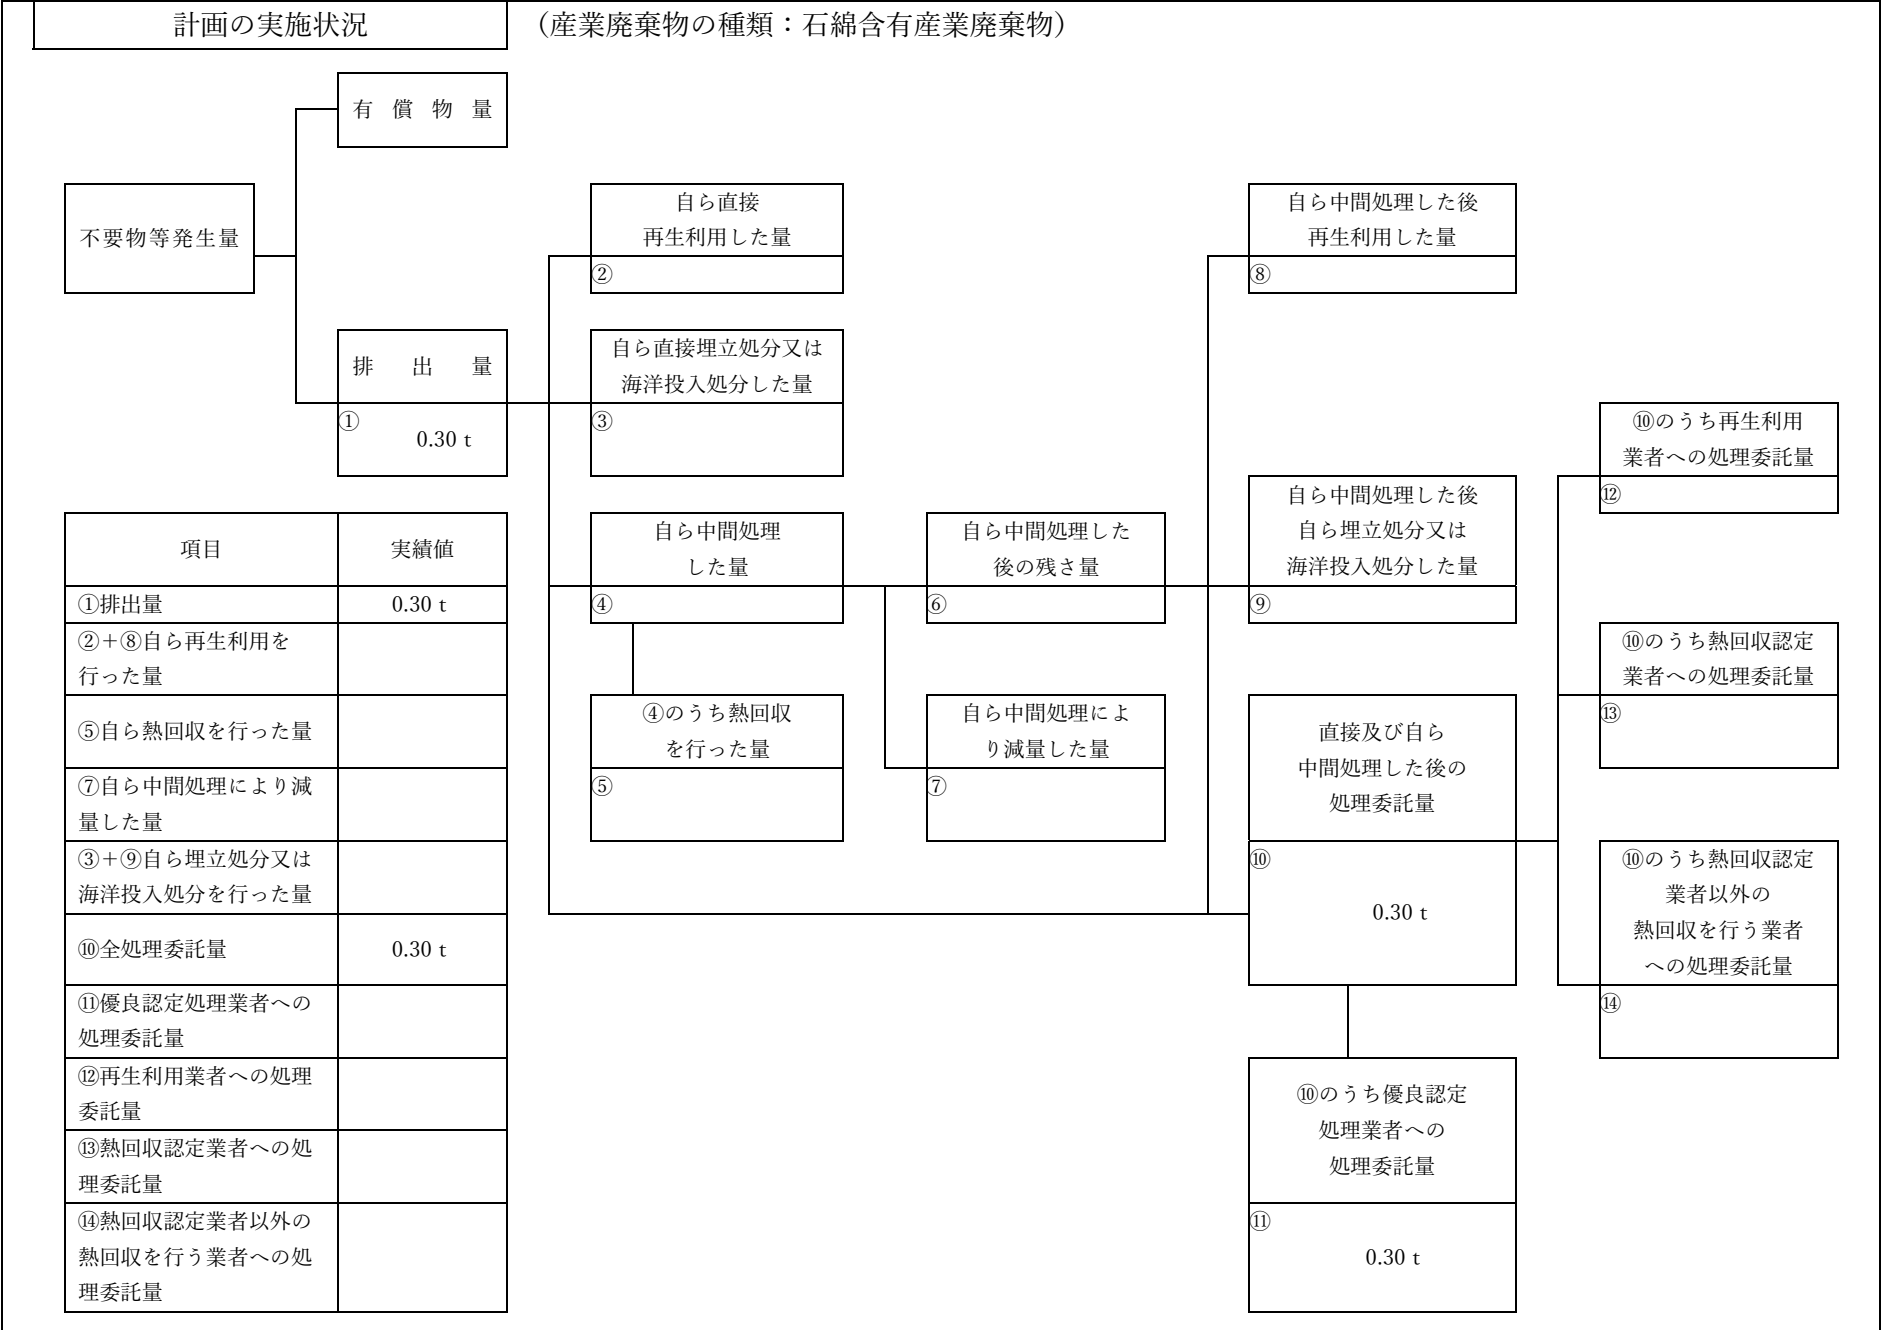 計画の実施状況
（産業廃棄物の種類：石綿含有産業廃棄物）
有償物量
不要物等発生量
排出量
①
0.30 t
自ら直接
再生利用した量
②
自ら直接埋立処分又は
海洋投入処分した量
③
自ら中間処理
した量
④
④のうち熱回収
を行った量
⑤
自ら中間処理した
後の残さ量
⑥
自ら中間処理によ
り減量した量
⑦
自ら中間処理した後
再生利用した量
⑧
自ら中間処理した後
自ら埋立処分又は
海洋投入処分した量
⑨
直接及び自ら
中間処理した後の
処理委託量
⑩
0.30 t
⑩のうち優良認定
処理業者への
処理委託量
⑪
0.30 t
⑩のうち再生利用
業者への処理委託量
⑫
⑩のうち熱回収認定
業者への処理委託量
⑬
⑩のうち熱回収認定
業者以外の
熱回収を行う業者
への処理委託量
⑭
項目 実績値
①排出量 0.30 t
②＋⑧自ら再生利用を
行った量
⑤自ら熱回収を行った量
⑦自ら中間処理により減
量した量
③＋⑨自ら埋立処分又は
海洋投入処分を行った量
⑩全処理委託量 0.30 t
⑪優良認定処理業者への
処理委託量
⑫再生利用業者への処理
委託量
⑬熱回収認定業者への処
理委託量
⑭熱回収認定業者以外の
熱回収を行う業者への処
理委託量